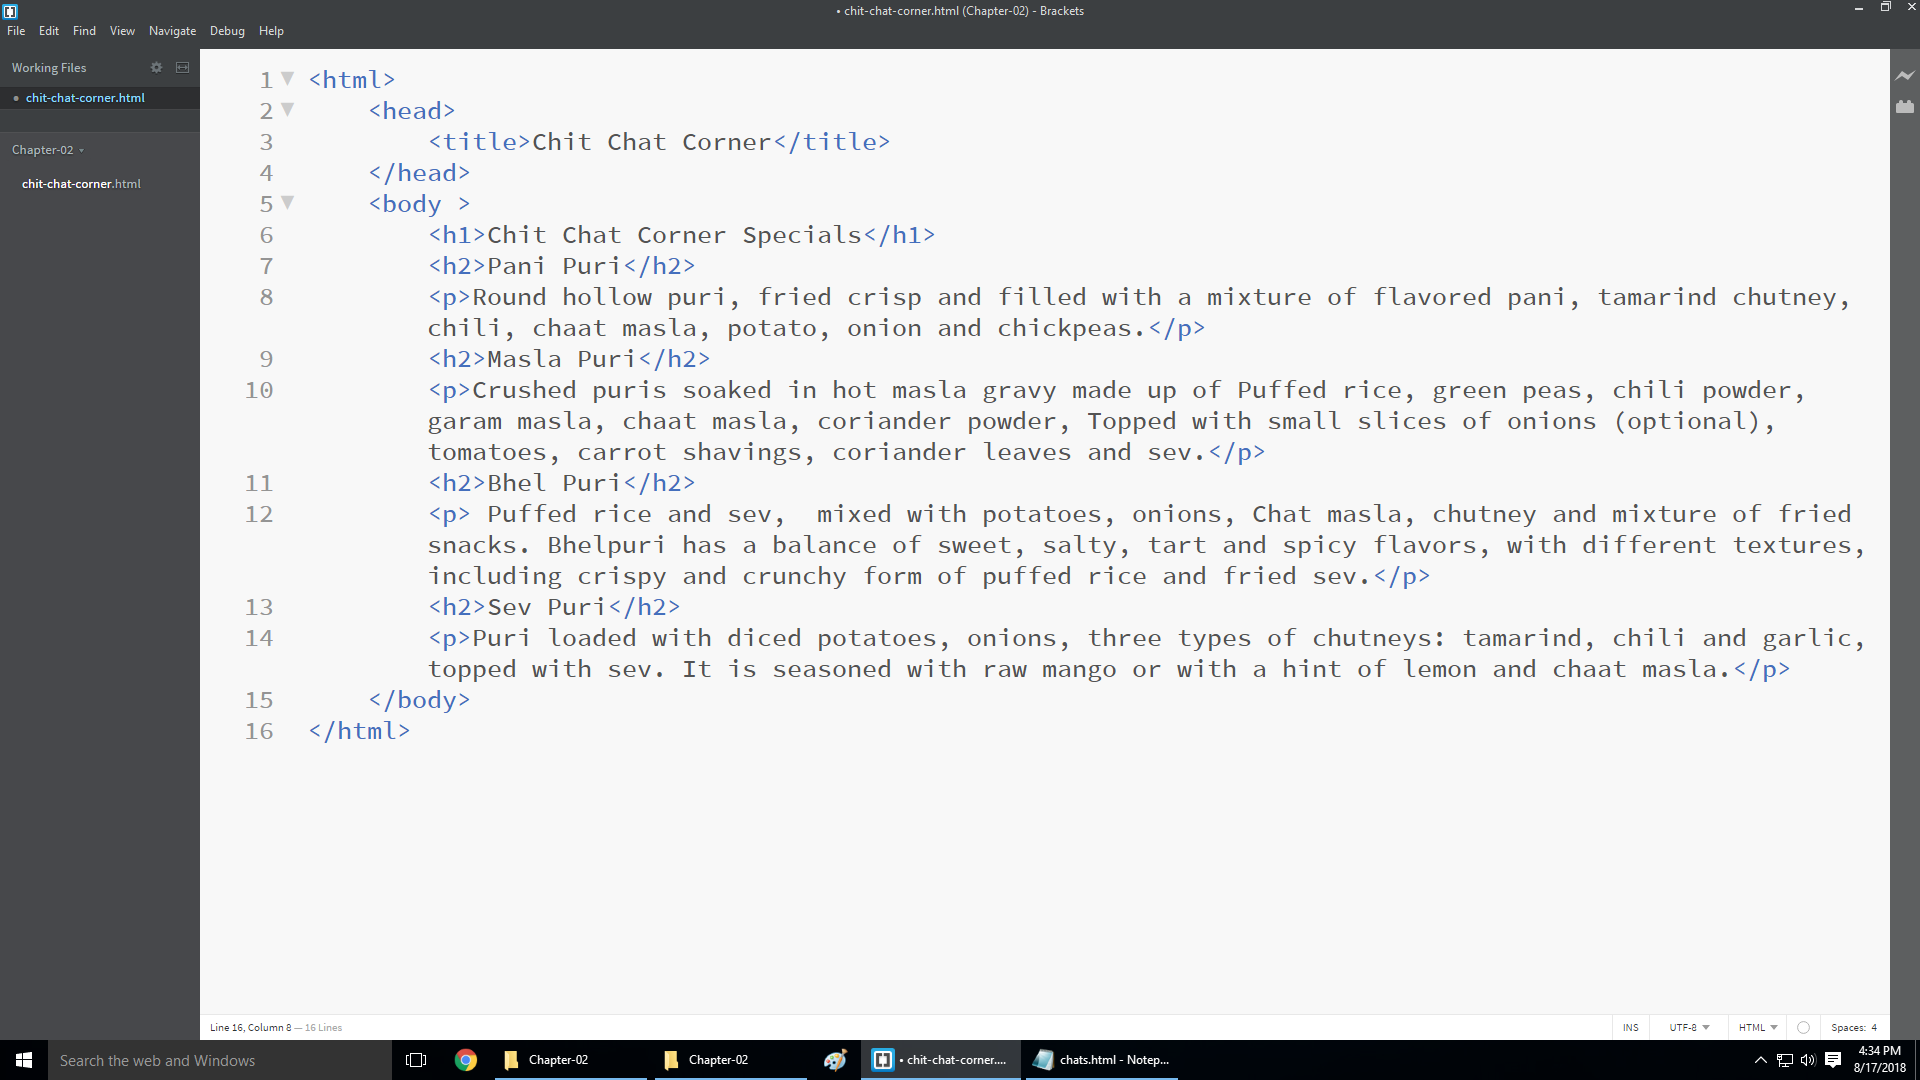 • chit-chat-corner.html (Chapter-02) - Brackets
File Edit Find View Navigate Debug Help
Working Files
• chit-chat-corner.html
Chapter-02
chit-chat-corner.html
1 <html>
2 <head>
3 <title>Chit Chat Corner</title>
4 </head>
5 <body >
6 <h1>Chit Chat Corner Specials</h1>
7 <h2>Pani Puri</h2>
8 <p>Round hollow puri, fried crisp and filled with a mixture of flavored pani, tamarind chutney,
chili, chaat masla, potato, onion and chickpeas.</p>
9 <h2>Masla Puri</h2>
10 <p>Crushed puris soaked in hot masla gravy made up of Puffed rice, green peas, chili powder,
garam masla, chaat masla, coriander powder, Topped with small slices of onions (optional),
tomatoes, carrot shavings, coriander leaves and sev.</p>
11 <h2>Bhel Puri</h2>
12 <p> Puffed rice and sev,  mixed with potatoes, onions, Chat masla, chutney and mixture of fried
snacks. Bhelpuri has a balance of sweet, salty, tart and spicy flavors, with different textures,
including crispy and crunchy form of puffed rice and fried sev.</p>
13 <h2>Sev Puri</h2>
14 <p>Puri loaded with diced potatoes, onions, three types of chutneys: tamarind, chili and garlic,
topped with sev. It is seasoned with raw mango or with a hint of lemon and chaat masla.</p>
15 </body>
16 </html>
Line 16, Column 8 — 16 Lines
INS UTF-8 HTML Spaces: 4
Search the web and Windows
Chapter-02
Chapter-02
• chit-chat-corner....
chats.html - Notep...
4:34 PM
8/17/2018